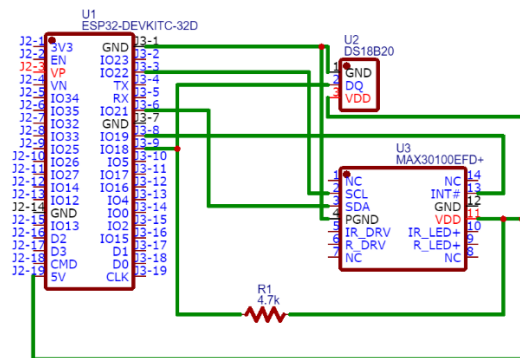 U1
ESP32-DEVKITC-32D
J2-1 3V3 GND J3-1
J2-2 EN IO23 J3-2
J2-3 VP IO22 J3-3
J2-4 VN TX J3-4
J2-5 IO34 RX J3-5
J2-6 IO35 IO21 J3-6
J2-7 IO32 GND J3-7
J2-8 IO33 IO19 J3-8
J2-9 IO25 IO18 J3-9
J2-10 IO26 IO5 J3-10
J2-11 IO27 IO17 J3-11
J2-12 IO14 IO16 J3-12
J2-13 IO12 IO4 J3-13
J2-14 GND IO0 J3-14
J2-15 IO13 IO2 J3-15
J2-16 D2 IO15 J3-16
J2-17 D3 D1 J3-17
J2-18 CMD D0 J3-18
J2-19 5V CLK J3-19
U2
DS18B20
1 GND
2 DQ
3 VDD
U3
MAX30100EFD+
1 NC NC 14
2 SCL INT# 13
3 SDA GND 12
4 PGND VDD 11
5 IR_DRV IR_LED+ 10
6 R_DRV R_LED+ 9
7 NC NC 8
R1
4.7k